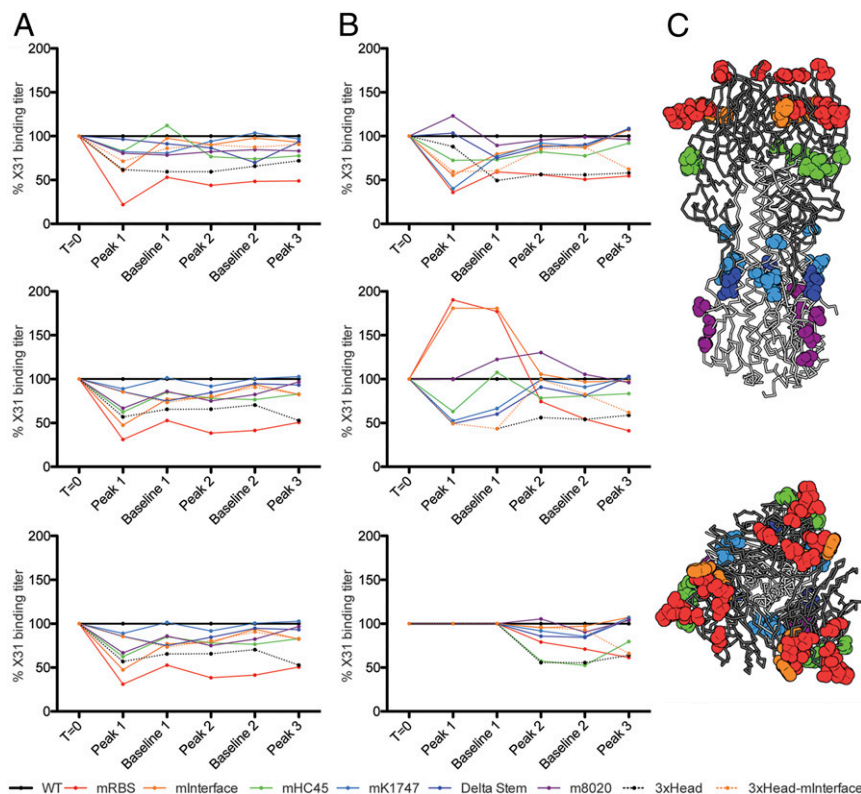 A
B
C
% X31 binding titer
200
150
100
50
0
T=0
Peak 1
Baseline 1
Peak 2
Baseline 2
Peak 3
% X31 binding titer
200
150
100
50
0
T=0
Peak 1
Baseline 1
Peak 2
Baseline 2
Peak 3
% X31 binding titer
200
150
100
50
0
T=0
Peak 1
Baseline 1
Peak 2
Baseline 2
Peak 3
% X31 binding titer
200
150
100
50
0
T=0
Peak 1
Baseline 1
Peak 2
Baseline 2
Peak 3
% X31 binding titer
200
150
100
50
0
T=0
Peak 1
Baseline 1
Peak 2
Baseline 2
Peak 3
% X31 binding titer
200
150
100
50
0
T=0
Peak 1
Baseline 1
Peak 2
Baseline 2
Peak 3
WT mRBS mInterface mHC45 mK1747 Delta Stem m8020 3xHead 3xHead-mInterface